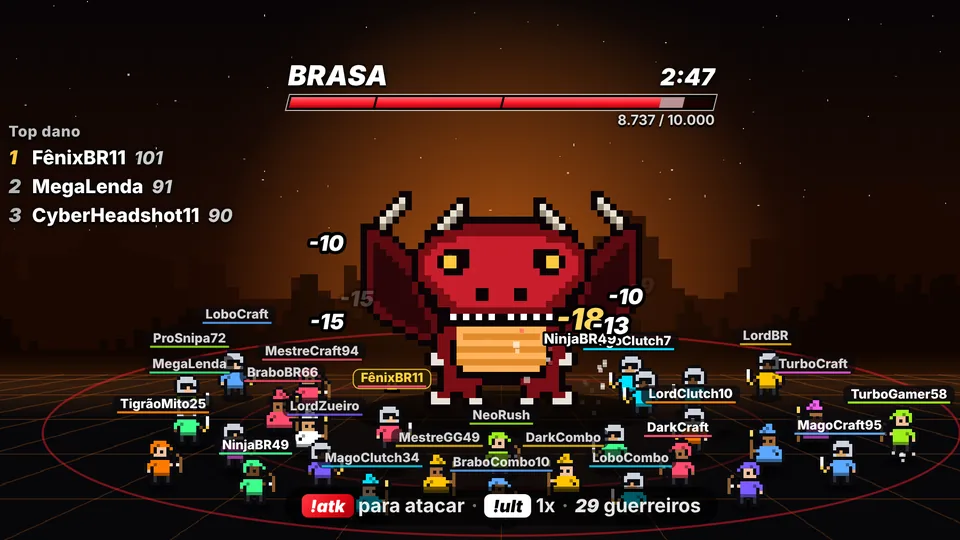 BRASA
2:47
8.737 / 10.000
Top dano
1 FênixBR11 101
2 MegaLenda 91
3 CyberHeadshot11 90
-10
-15
-10
-15
-18
-13
LoboCraft
ProSnipa72
NinjaBR49
LordBR
MestreCraft94
MegaLenda
TurboCraft
BraboBR66
FênixBR11
LordClutch10
TurboGamer58
TigrãoMito25
LordZueiro
NeoRush
DarkCraft
MagoCraft95
NinjaBR49
MestreGG49
DarkCombo
MagoClutch34
BraboCombo10
LoboCombo
!atk para atacar · !ult 1x · 29 guerreiros